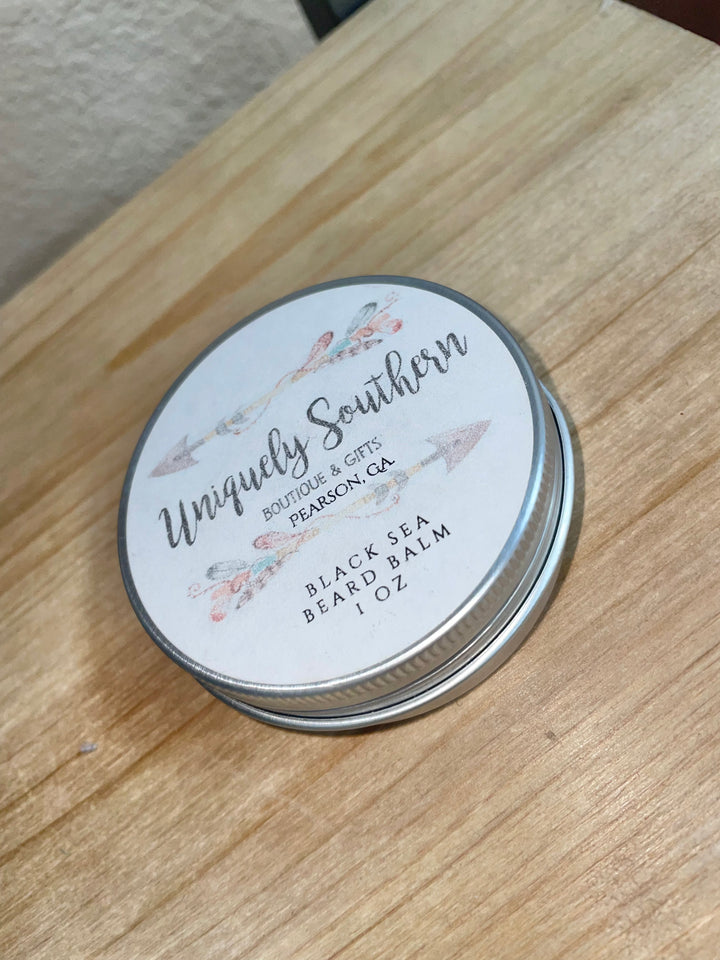 Uniquely Southern
BOUTIQUE & GIFTS
PEARSON, GA
BLACK SEA
BEARD BALM
1 OZ